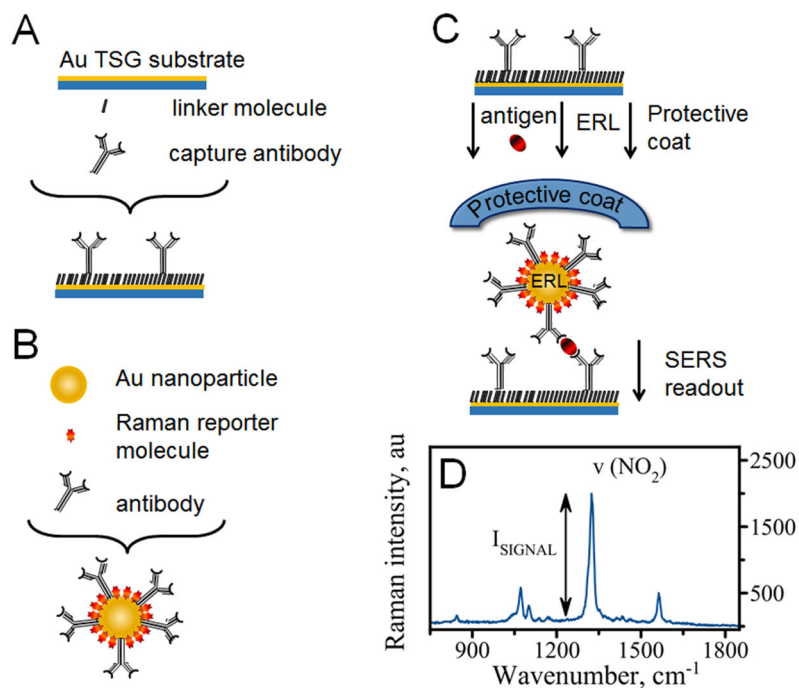 A
Au TSG substrate
linker molecule
capture antibody
B
Au nanoparticle
Raman reporter
molecule
antibody
C
antigen
ERL
Protective
coat
Protective coat
ERL
SERS
readout
D
ν (NO₂)
I_SIGNAL
Raman intensity, au
2500
1500
500
900
1200
1500
1800
Wavenumber, cm⁻¹